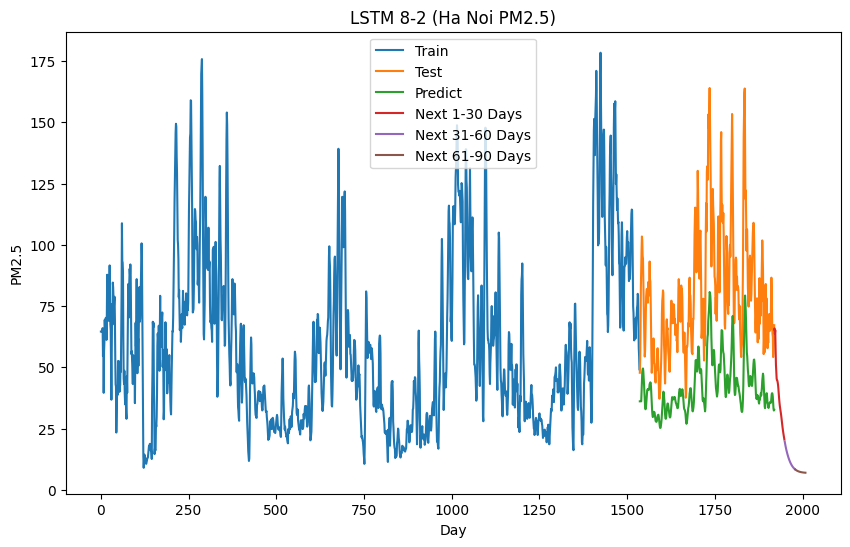 LSTM 8-2 (Ha Noi PM2.5)
Train
Test
Predict
Next 1-30 Days
Next 31-60 Days
Next 61-90 Days
PM2.5
175
150
125
100
75
50
25
0
0 250 500 750 1000 1250 1500 1750 2000
Day